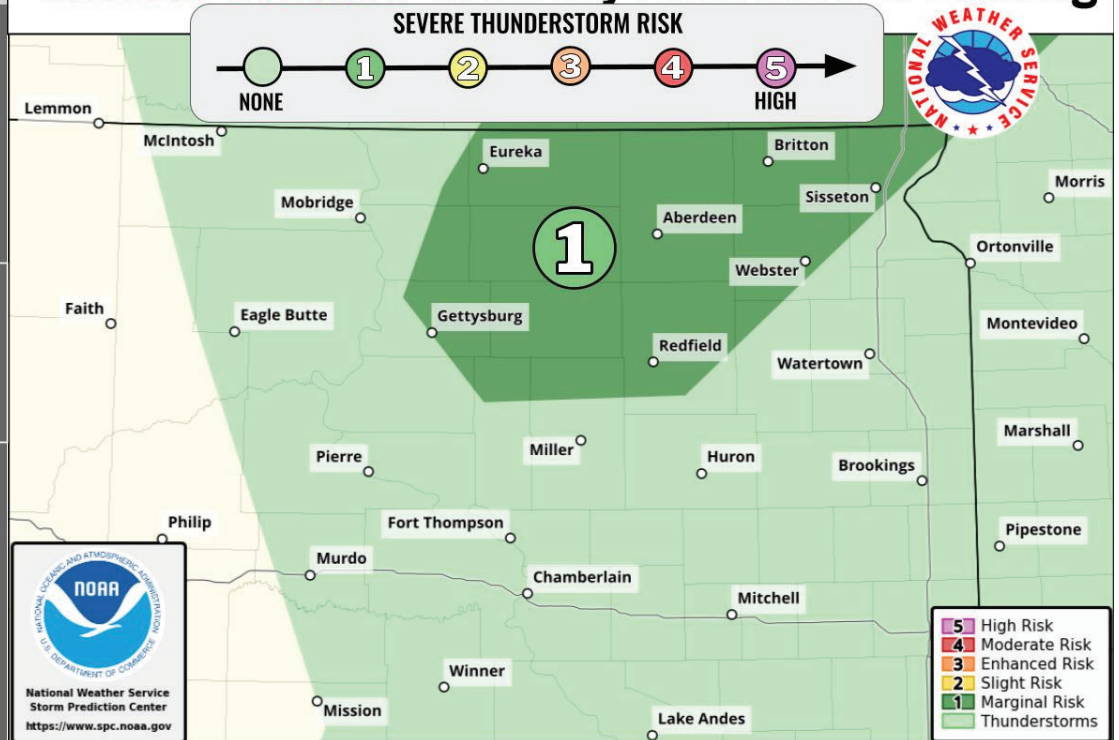 SEVERE THUNDERSTORM RISK
1 2 3 4 5
NONE HIGH
NATIONAL WEATHER SERVICE
Lemmon
McIntosh
Eureka
Britton
Sisseton
Morris
Mobridge
Aberdeen
1
Webster
Ortonville
Faith
Eagle Butte
Gettysburg
Redfield
Watertown
Montevideo
Pierre
Miller
Huron
Brookings
Marshall
Philip
Fort Thompson
Pipestone
Murdo
Chamberlain
Mitchell
Winner
Mission
Lake Andes
NATIONAL OCEANIC AND ATMOSPHERIC ADMINISTRATION
NOAA
U.S. DEPARTMENT OF COMMERCE
National Weather Service
Storm Prediction Center
https://www.spc.noaa.gov
5 High Risk
4 Moderate Risk
3 Enhanced Risk
2 Slight Risk
1 Marginal Risk
Thunderstorms